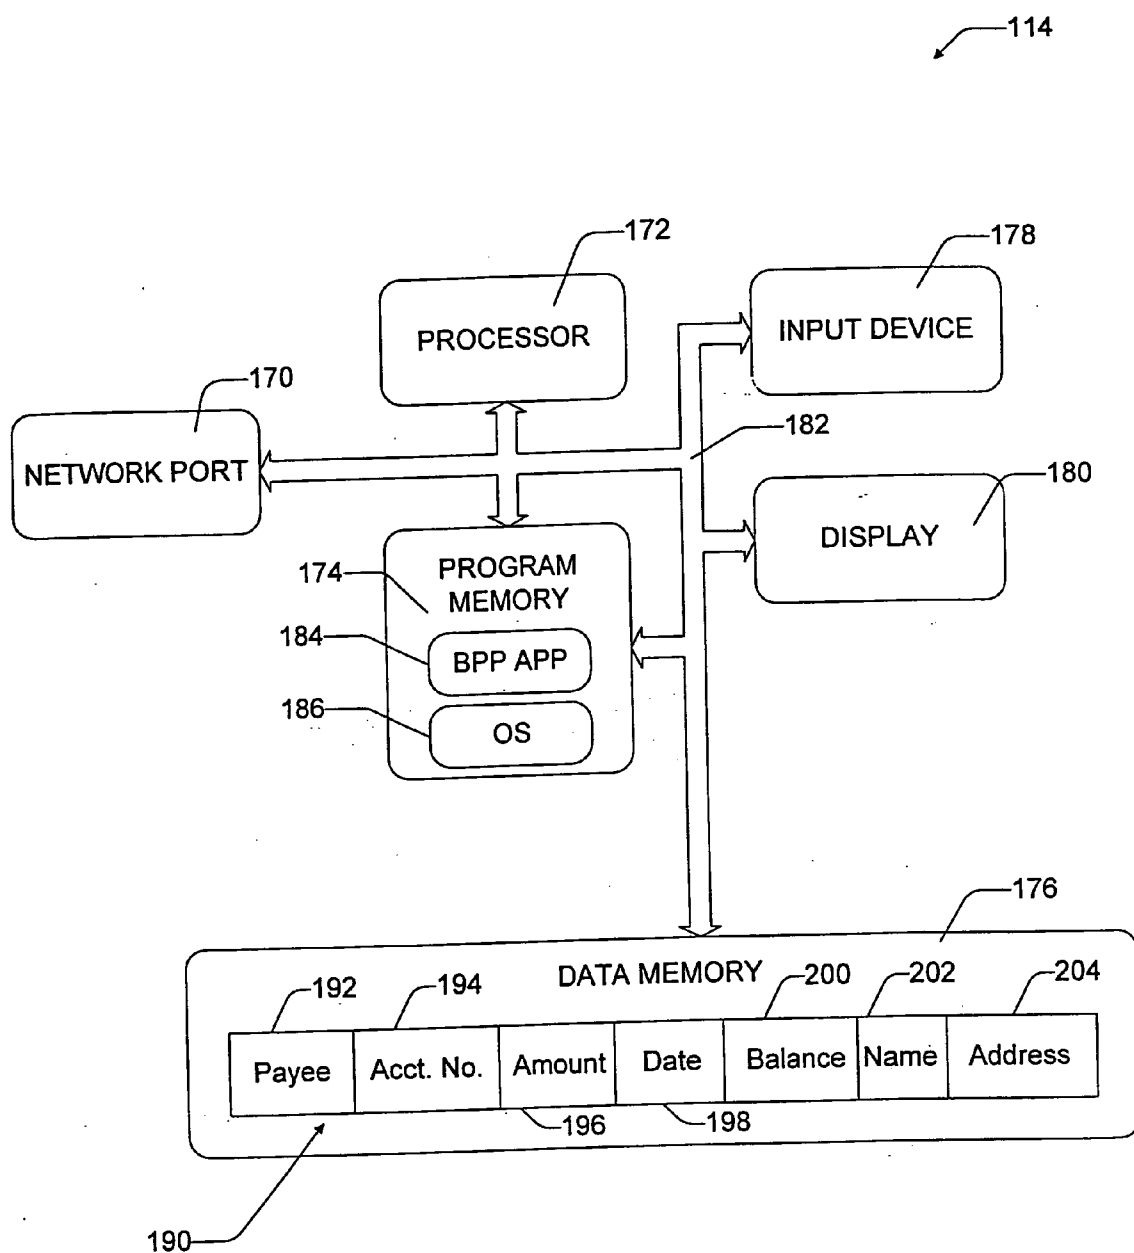 114
172
178
PROCESSOR
INPUT DEVICE
170
182
NETWORK PORT
180
DISPLAY
174
PROGRAM
MEMORY
184
BPP APP
186
OS
176
DATA MEMORY
192
194
200
202
204
Payee
Acct. No.
Amount
Date
Balance
Name
Address
196
198
190